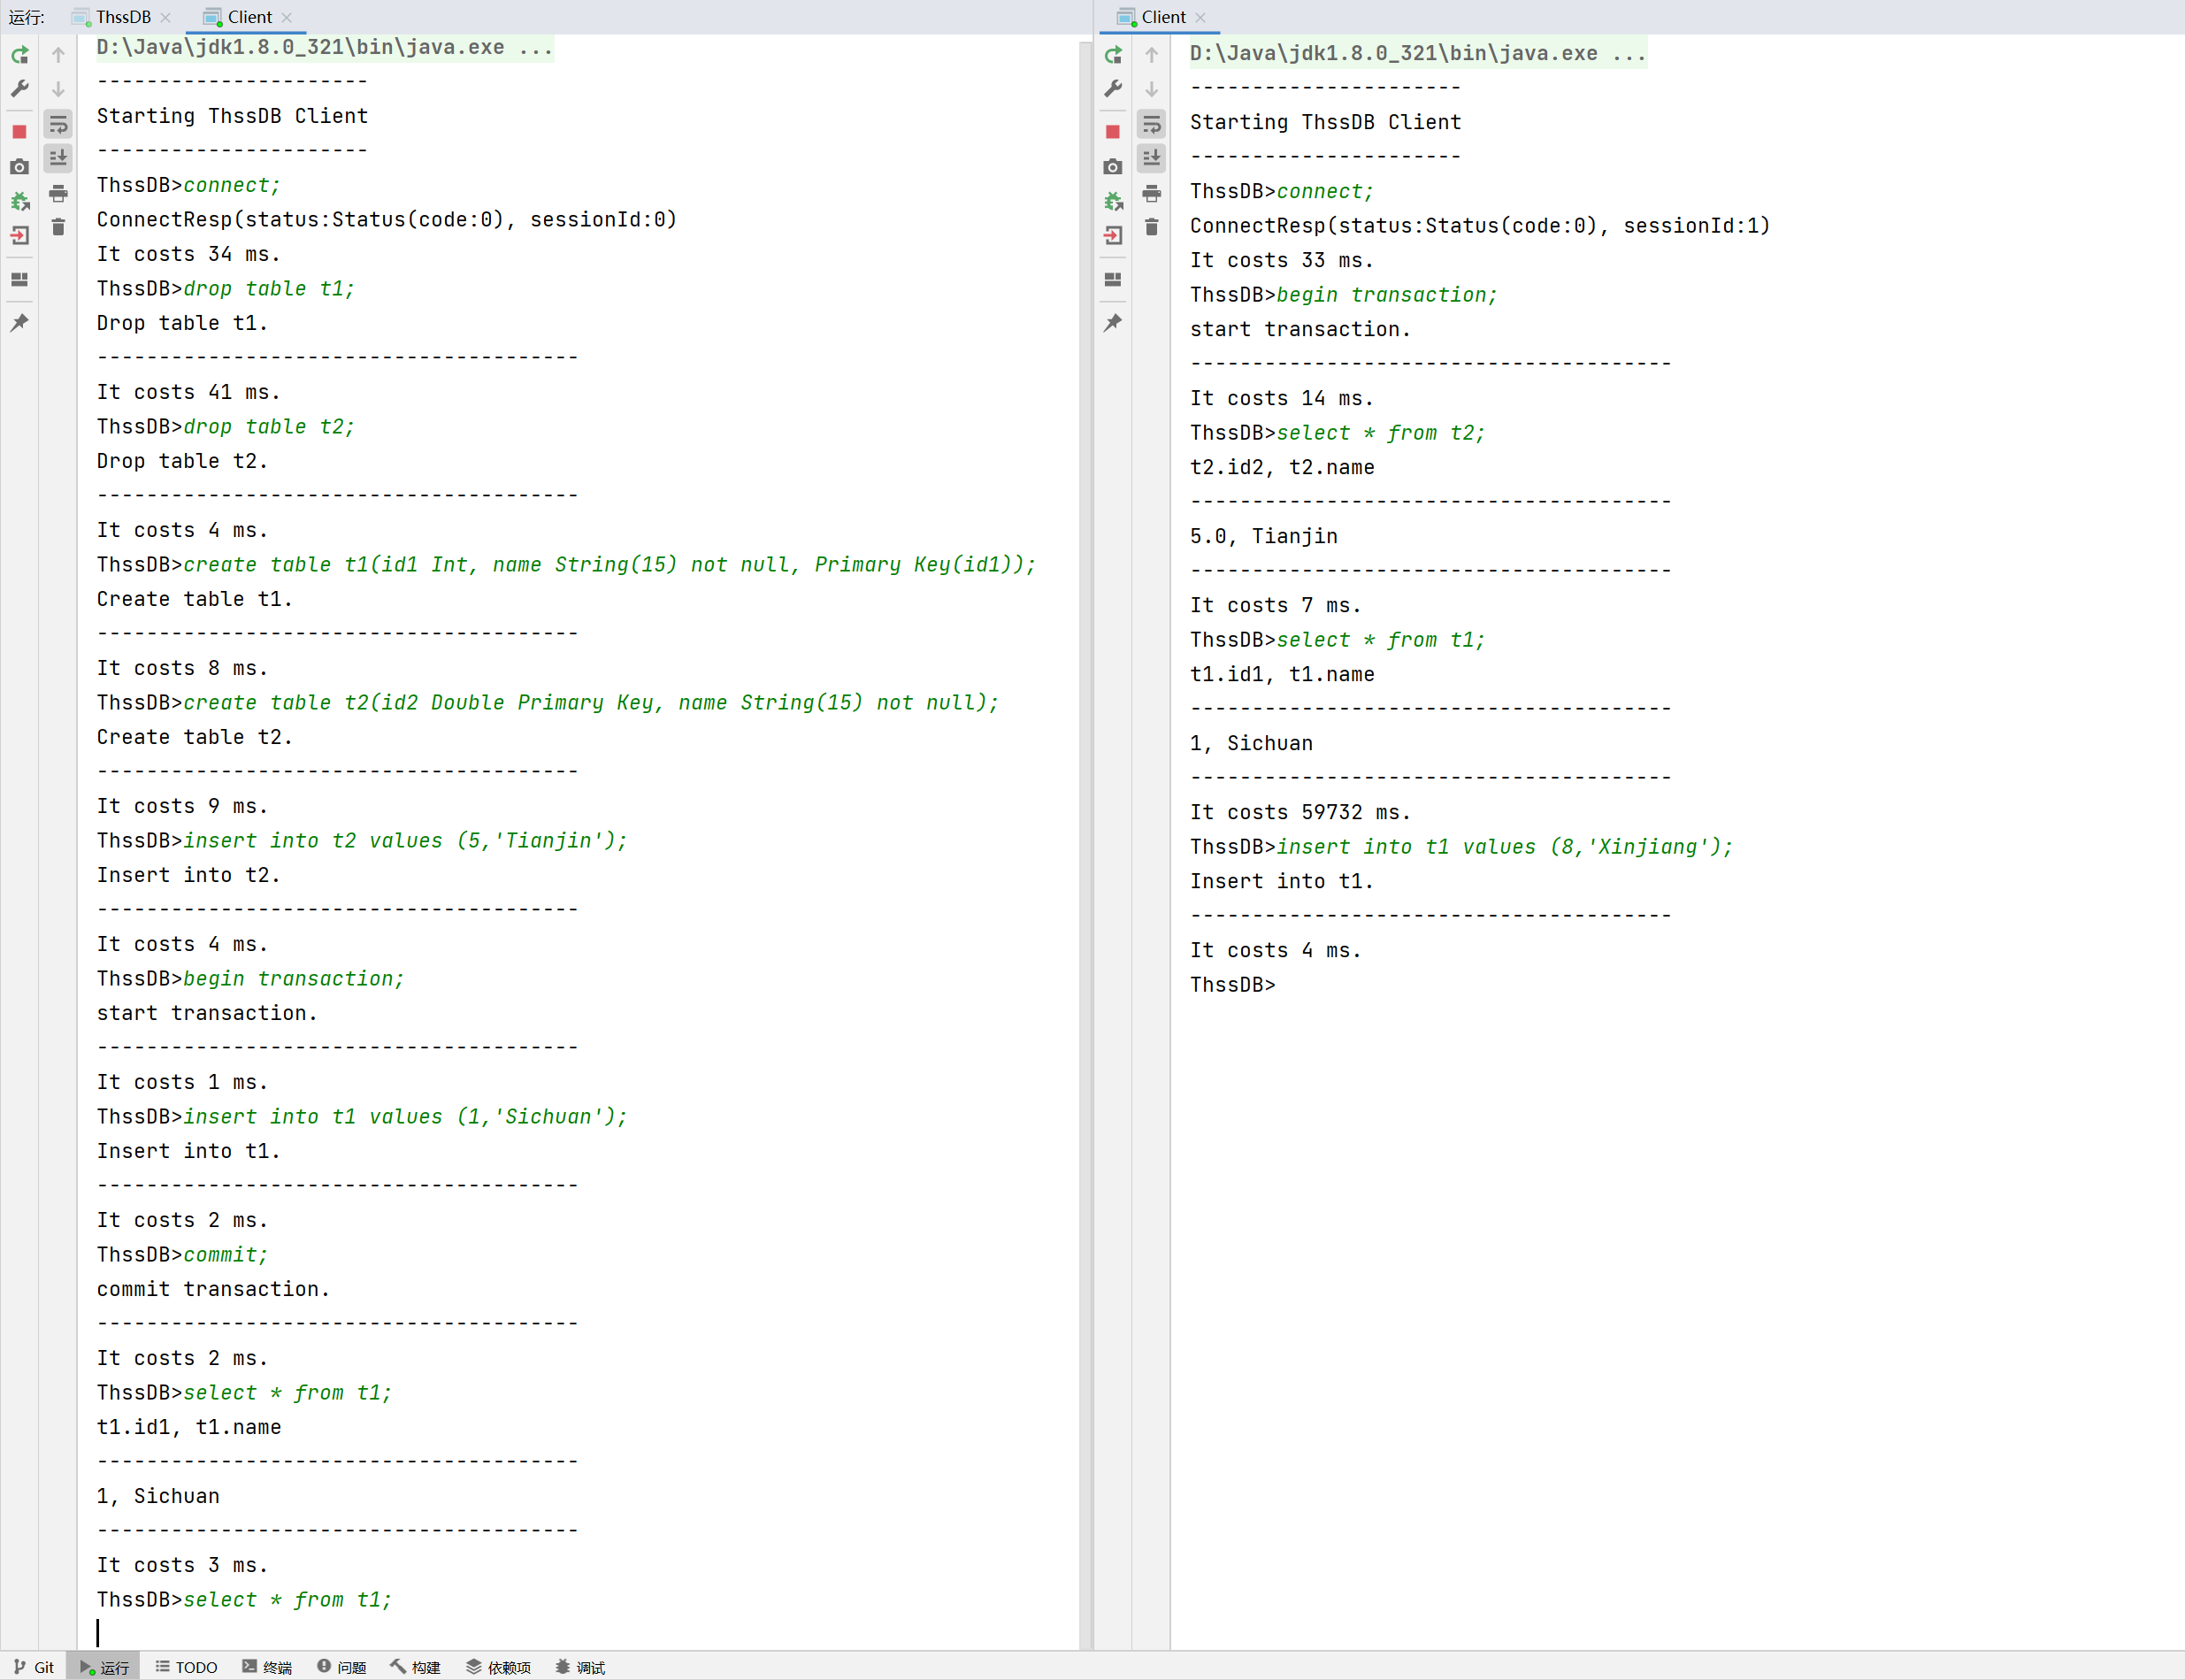 运行: ThssDB Client
D:\Java\jdk1.8.0_321\bin\java.exe ...
----------------------
Starting ThssDB Client
----------------------
ThssDB>connect;
ConnectResp(status:Status(code:0), sessionId:0)
It costs 34 ms.
ThssDB>drop table t1;
Drop table t1.
---------------------------------------
It costs 41 ms.
ThssDB>drop table t2;
Drop table t2.
---------------------------------------
It costs 4 ms.
ThssDB>create table t1(id1 Int, name String(15) not null, Primary Key(id1));
Create table t1.
---------------------------------------
It costs 8 ms.
ThssDB>create table t2(id2 Double Primary Key, name String(15) not null);
Create table t2.
---------------------------------------
It costs 9 ms.
ThssDB>insert into t2 values (5,'Tianjin');
Insert into t2.
---------------------------------------
It costs 4 ms.
ThssDB>begin transaction;
start transaction.
---------------------------------------
It costs 1 ms.
ThssDB>insert into t1 values (1,'Sichuan');
Insert into t1.
---------------------------------------
It costs 2 ms.
ThssDB>commit;
commit transaction.
---------------------------------------
It costs 2 ms.
ThssDB>select * from t1;
t1.id1, t1.name
---------------------------------------
1, Sichuan
---------------------------------------
It costs 3 ms.
ThssDB>select * from t1;
Client
D:\Java\jdk1.8.0_321\bin\java.exe ...
----------------------
Starting ThssDB Client
----------------------
ThssDB>connect;
ConnectResp(status:Status(code:0), sessionId:1)
It costs 33 ms.
ThssDB>begin transaction;
start transaction.
---------------------------------------
It costs 14 ms.
ThssDB>select * from t2;
t2.id2, t2.name
---------------------------------------
5.0, Tianjin
---------------------------------------
It costs 7 ms.
ThssDB>select * from t1;
t1.id1, t1.name
---------------------------------------
1, Sichuan
---------------------------------------
It costs 59732 ms.
ThssDB>insert into t1 values (8,'Xinjiang');
Insert into t1.
---------------------------------------
It costs 4 ms.
ThssDB>
Git 运行 TODO 终端 问题 构建 依赖项 调试